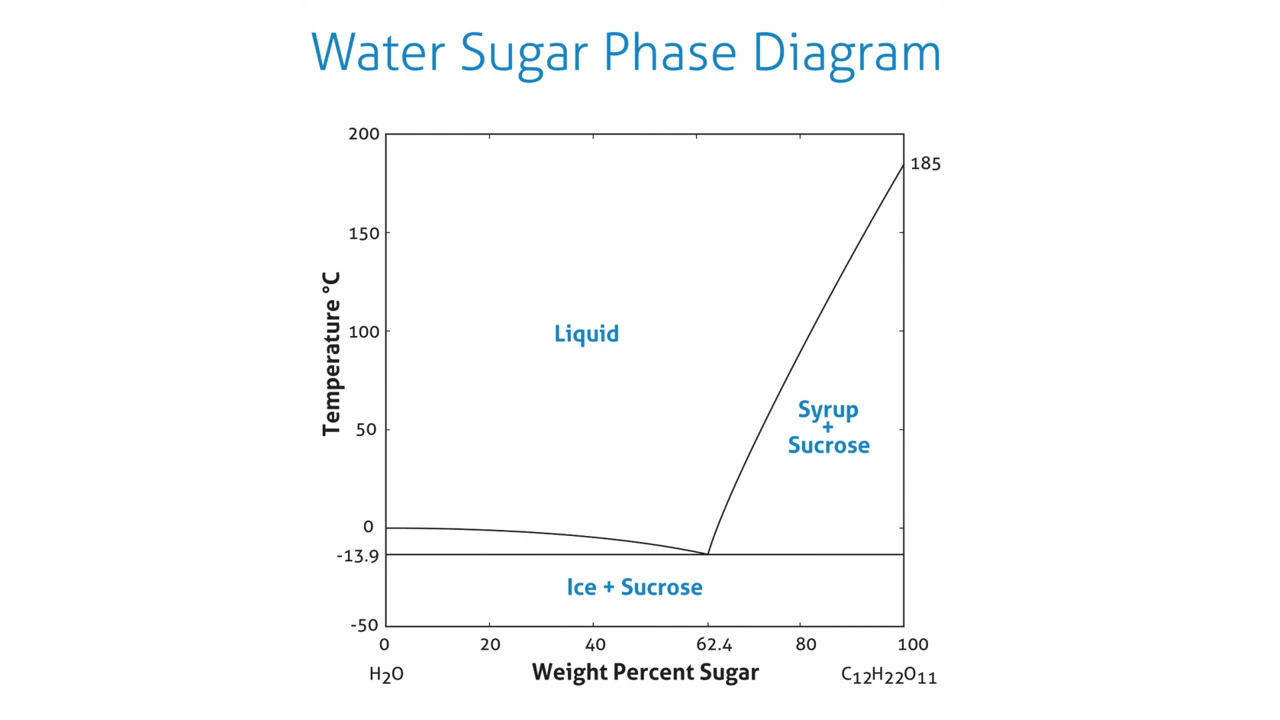 Water Sugar Phase Diagram
200
185
150
Temperature °C
100
Liquid
Syrup
+
Sucrose
50
0
-13.9
Ice + Sucrose
-50
0 20 40 62.4 80 100
H₂O Weight Percent Sugar C₁₂H₂₂O₁₁